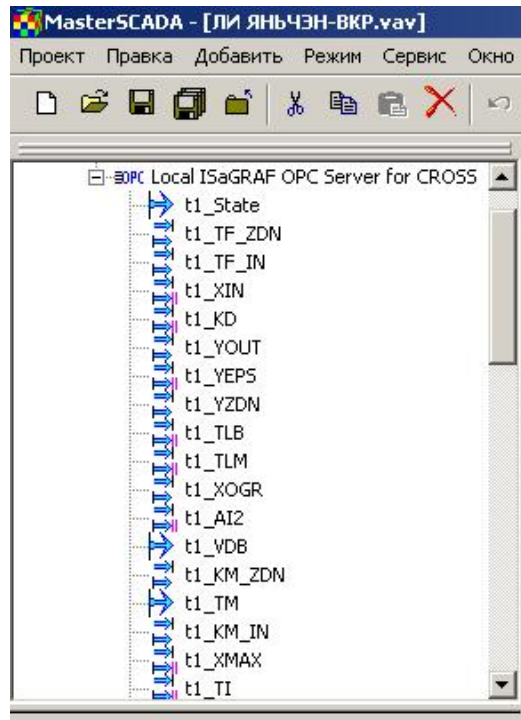 MasterSCADA - [ЛИ ЯНЬЧЭН-ВКР.vav]
Проект Правка Добавить Режим Сервис Окно
OPC Local ISaGRAF OPC Server for CROSS
t1_State
t1_TF_ZDN
t1_TF_IN
t1_XIN
t1_KD
t1_YOUT
t1_YEPS
t1_YZDN
t1_TLB
t1_TLM
t1_XOGR
t1_AI2
t1_VDB
t1_KM_ZDN
t1_TM
t1_KM_IN
t1_XMAX
t1_TI